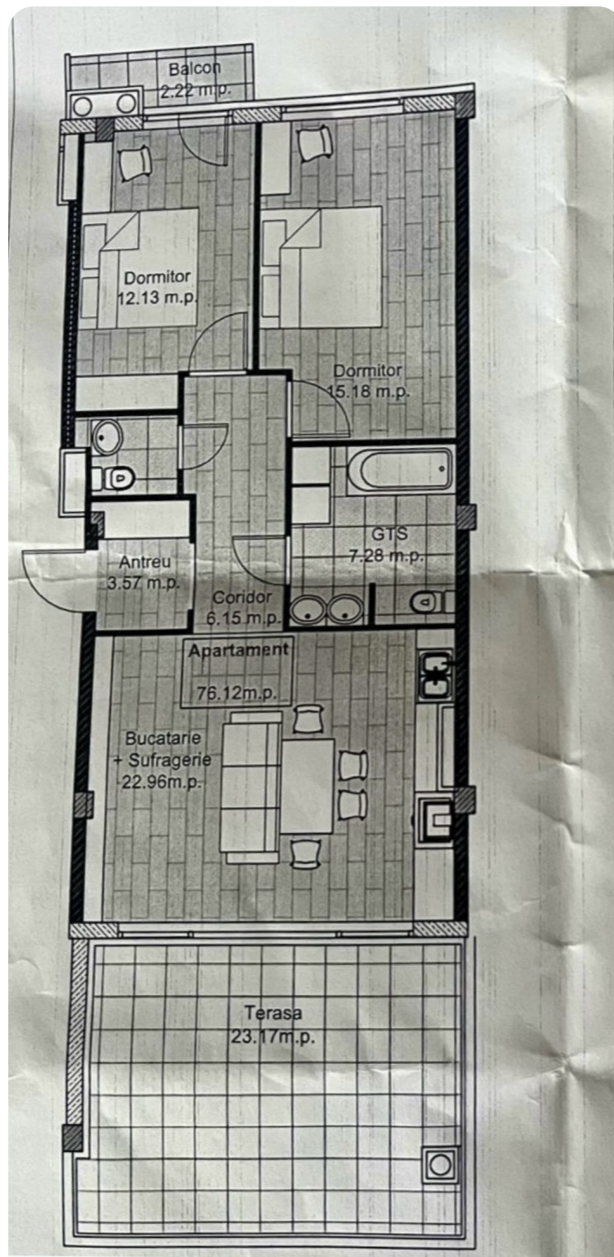 Balcon
2.22 m.p.
Dormitor
12.13 m.p.
Dormitor
15.18 m.p.
GTS
7.28 m.p.
Antreu
3.57 m.p.
Coridor
6.15 m.p.
Apartament
76.12m.p.
Bucatarie
+ Sufragerie
22.96m.p.
Terasa
23.17m.p.